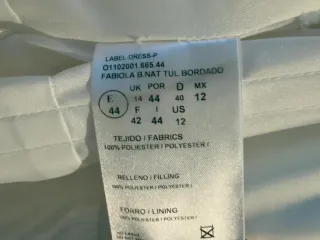 LABEL.DRESS-P
O1102001.665.44
FABIOLA B.NAT TUL BORDADO
E 44
UK POR D MX
14 44 40 12
F I US
42 44 12
TEJIDO / FABRICS
100% POLIESTER / POLYESTER /
RELLENO / FILLING
100% POLIESTER / POLYESTER /
FORRO / LINING
100% POLIESTER / POLYESTER /